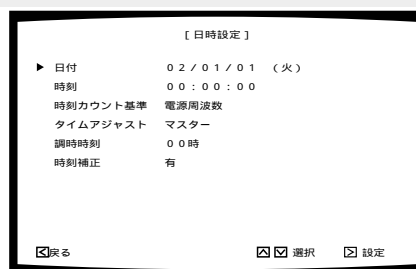 [日時設定]
▶ 日付 02/01/01 (火)
時刻 00:00:00
時刻カウント基準 電源周波数
タイムアジャスト マスター
調時時刻 00時
時刻補正 有
戻る 選択 設定